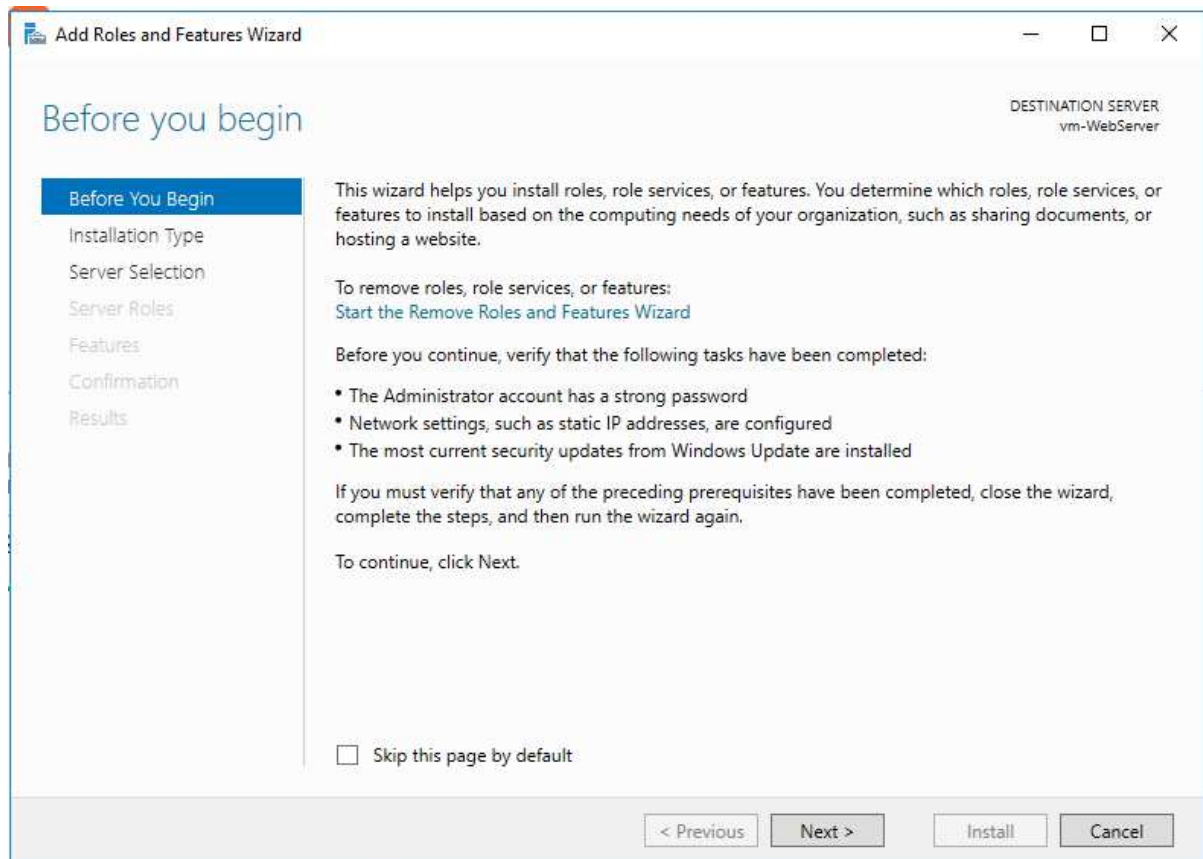 Add Roles and Features Wizard
Before you begin
DESTINATION SERVER
vm-WebServer
Before You Begin
Installation Type
Server Selection
Server Roles
Features
Confirmation
Results
This wizard helps you install roles, role services, or features. You determine which roles, role services, or
features to install based on the computing needs of your organization, such as sharing documents, or
hosting a website.
To remove roles, role services, or features:
Start the Remove Roles and Features Wizard
Before you continue, verify that the following tasks have been completed:
• The Administrator account has a strong password
• Network settings, such as static IP addresses, are configured
• The most current security updates from Windows Update are installed
If you must verify that any of the preceding prerequisites have been completed, close the wizard,
complete the steps, and then run the wizard again.
To continue, click Next.
Skip this page by default
< Previous
Next >
Install
Cancel